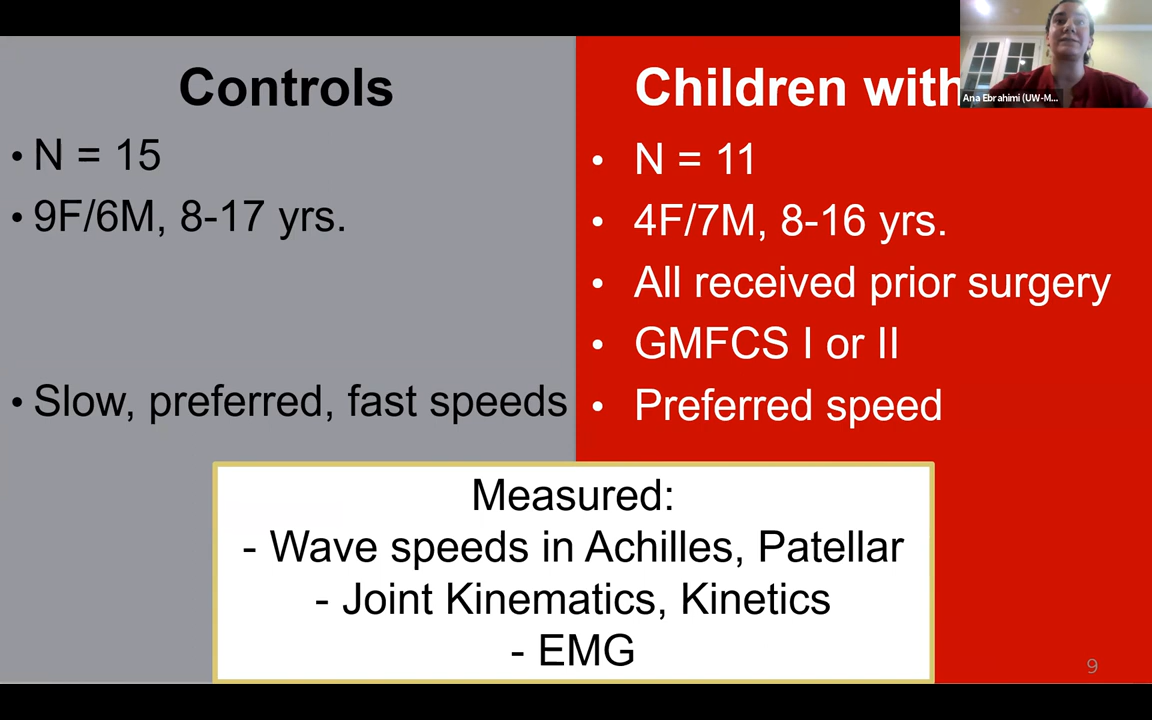 Controls
• N = 15
• 9F/6M, 8-17 yrs.
• Slow, preferred, fast speeds
Children with
• N = 11
• 4F/7M, 8-16 yrs.
• All received prior surgery
• GMFCS I or II
• Preferred speed
Measured:
- Wave speeds in Achilles, Patellar
- Joint Kinematics, Kinetics
- EMG
9
Ana Ebrahimi (UW-M...